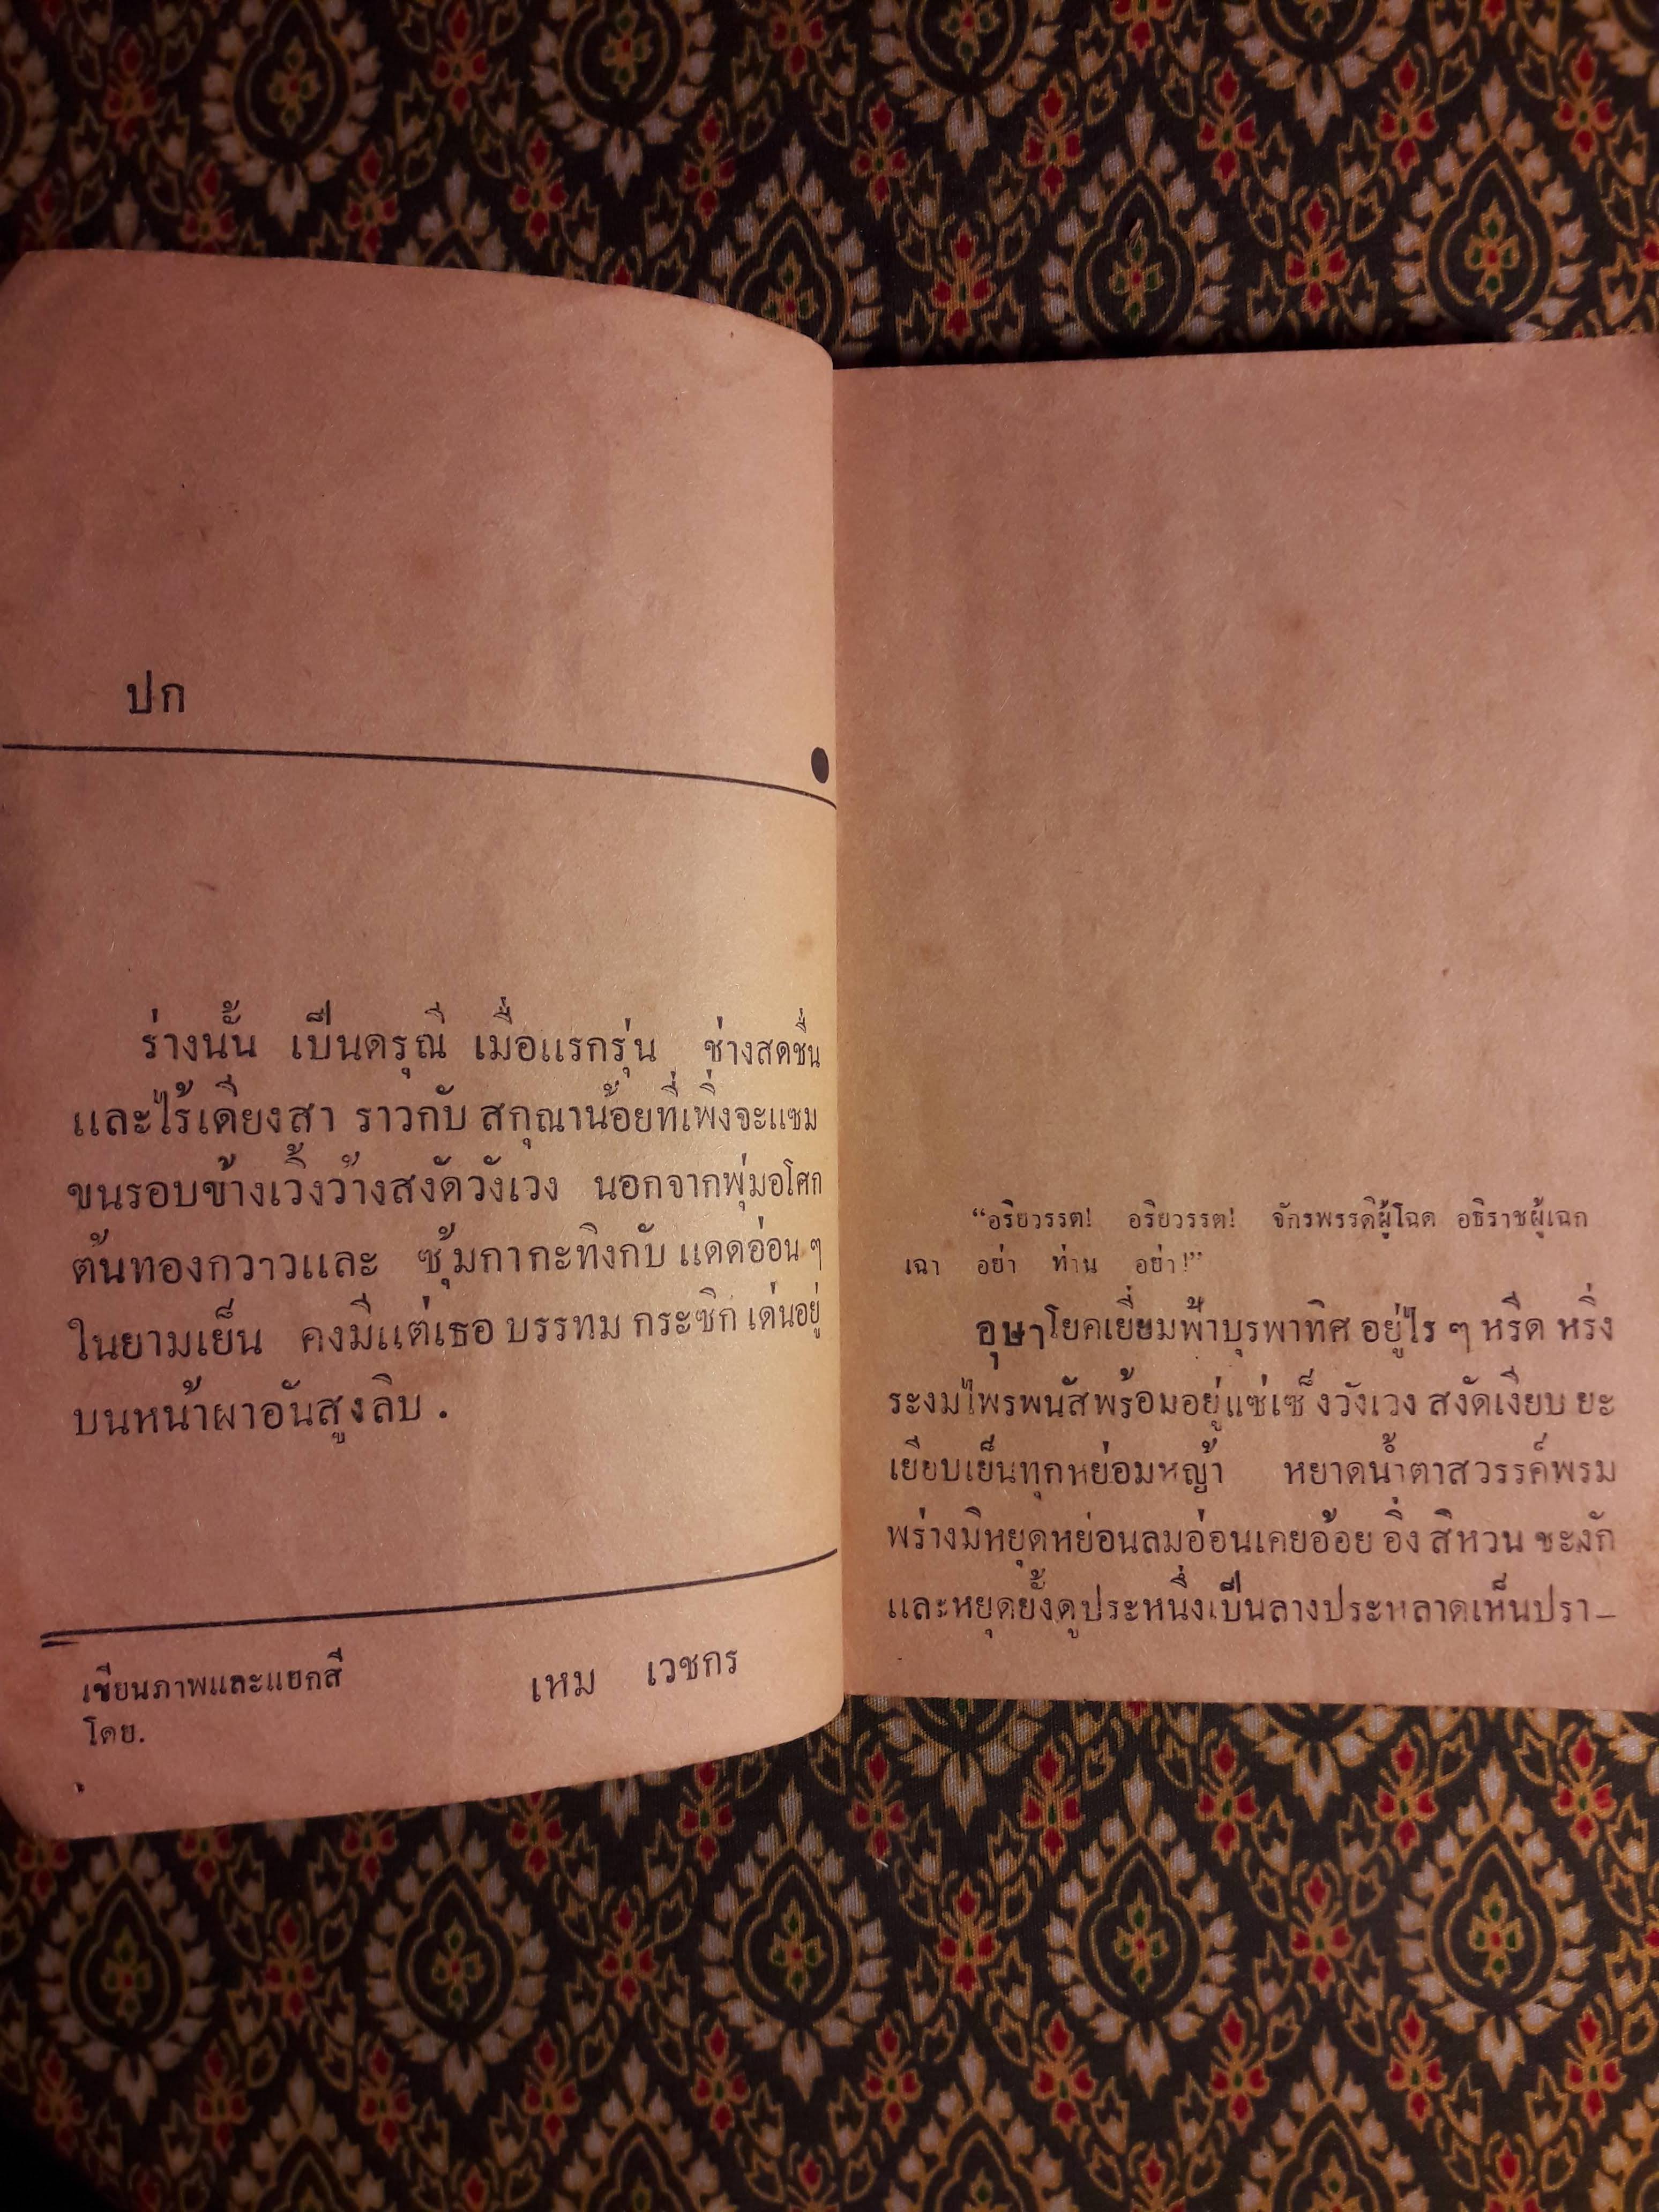 ปก
ร่างนั้น เป็นดรุณี เมื่อแรกรุ่น ช่างสดชื่น
และไร้เดียงสา ราวกับ สกุณาน้อยที่เพิ่งจะแซม
ขนรอบข้างเวิ้งว้างสงัดวังเวง นอกจากพุ่มอโศก
ต้นทองกวาวและ ซุ้มกากะทิงกับ แดดอ่อน ๆ
ในยามเย็น คงมีแต่เธอ บรรทม กระซิก เด่นอยู่
บนหน้าผาอันสูงลิบ .
เขียนภาพและแยกสี เหม เวชกร
โดย.
“อริยวรรต! อริยวรรต! จักรพรรดิผู้โฉด อธิราชผู้เฉก
เฉา อย่า ท่าน อย่า!”
อุษาโยคเยี่ยมฟ้าบุรพาทิศ อยู่ไร ๆ หรีด หริ่ง
ระงมไพรพนัสพร้อมอยู่แซ่เซ็งวังเวง สงัดเงียบ ยะ
เยียบเย็นทุกหย่อมหญ้า หยาดน้ำตาสวรรค์พรม
พร่างมิหยุดหย่อนลมอ่อนเคยอ้อย อิ่ง สิหวน ชะงัก
และหยุดยั้งดูประหนึ่งเป็นลางประหลาดเห็นปรา–